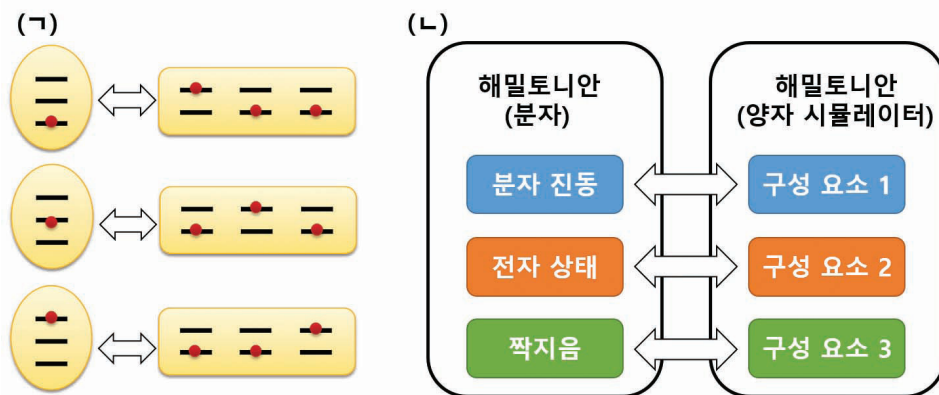 (ㄱ)
(ㄴ)
해밀토니안
(분자)
분자 진동
전자 상태
짝지음
해밀토니안
(양자 시뮬레이터)
구성 요소 1
구성 요소 2
구성 요소 3